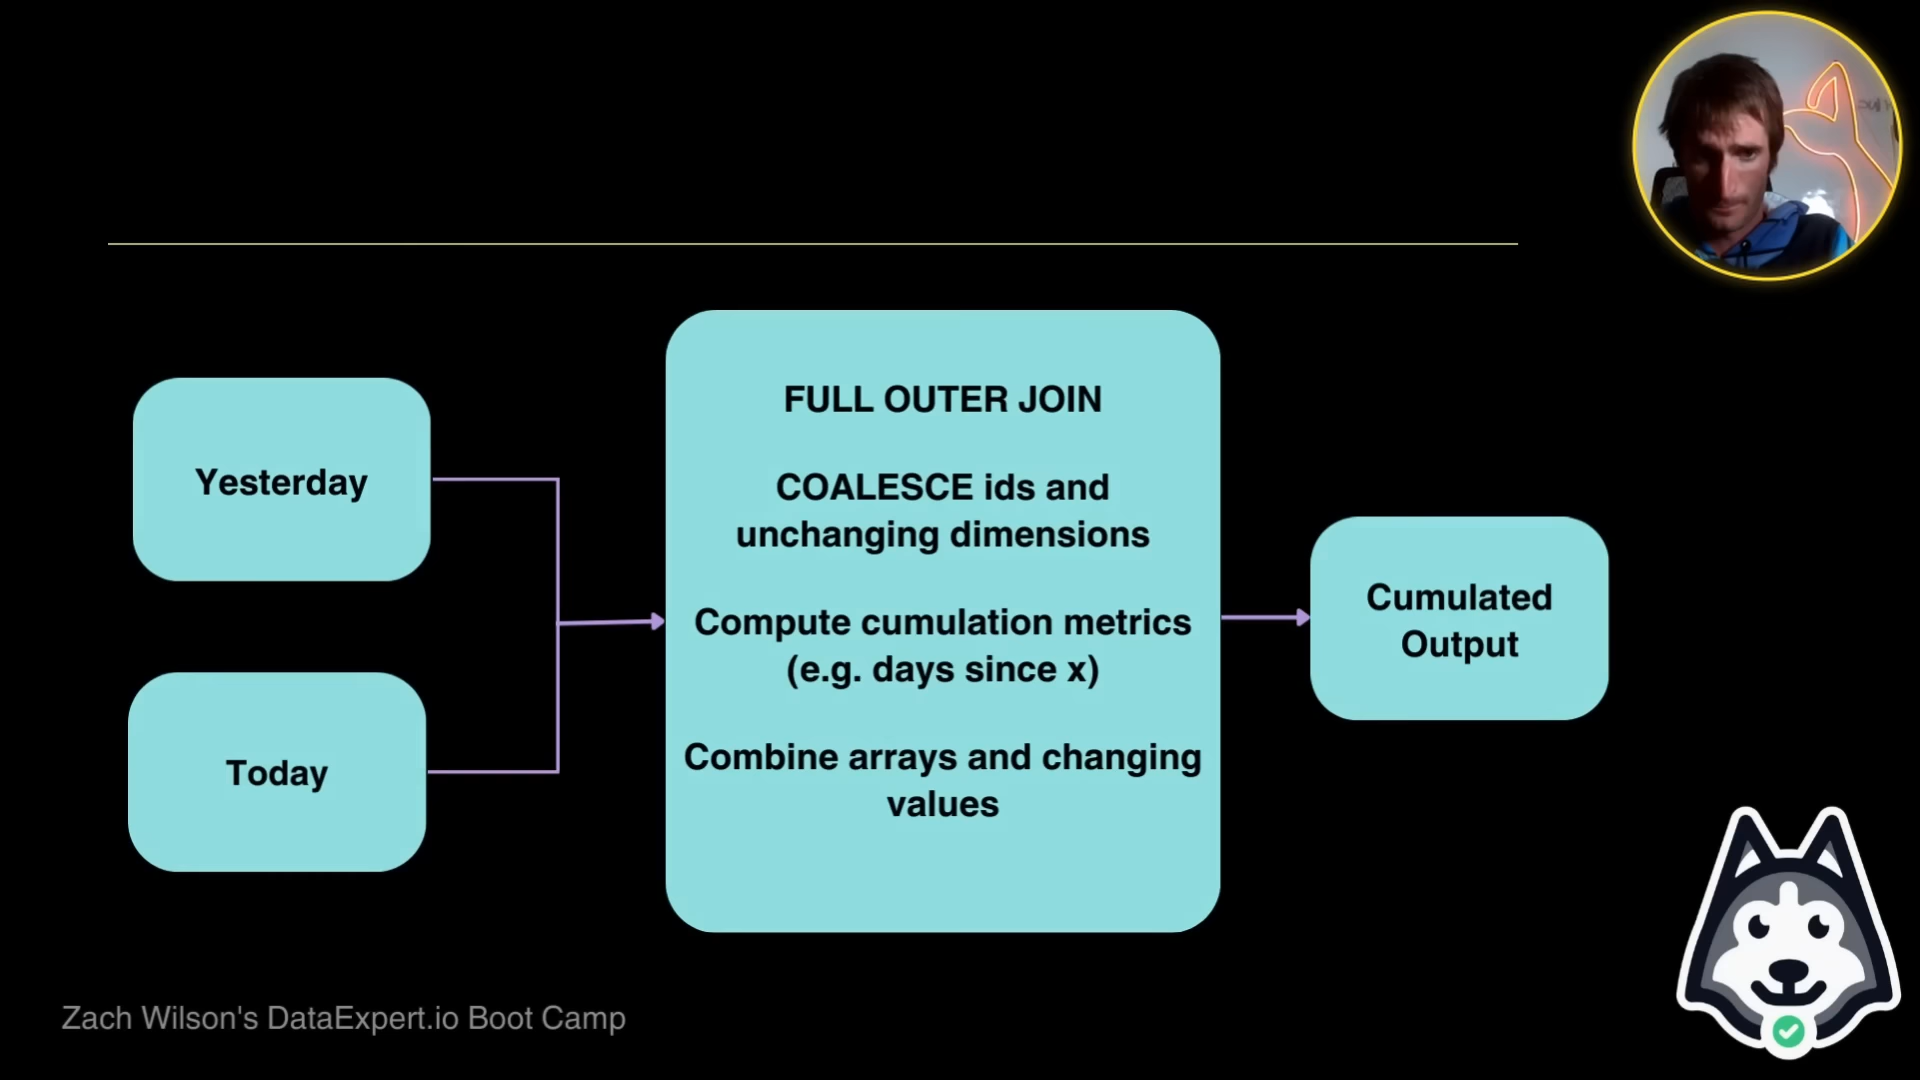 Yesterday
Today
FULL OUTER JOIN
COALESCE ids and
unchanging dimensions
Compute cumulation metrics
(e.g. days since x)
Combine arrays and changing
values
Cumulated
Output
Zach Wilson's DataExpert.io Boot Camp